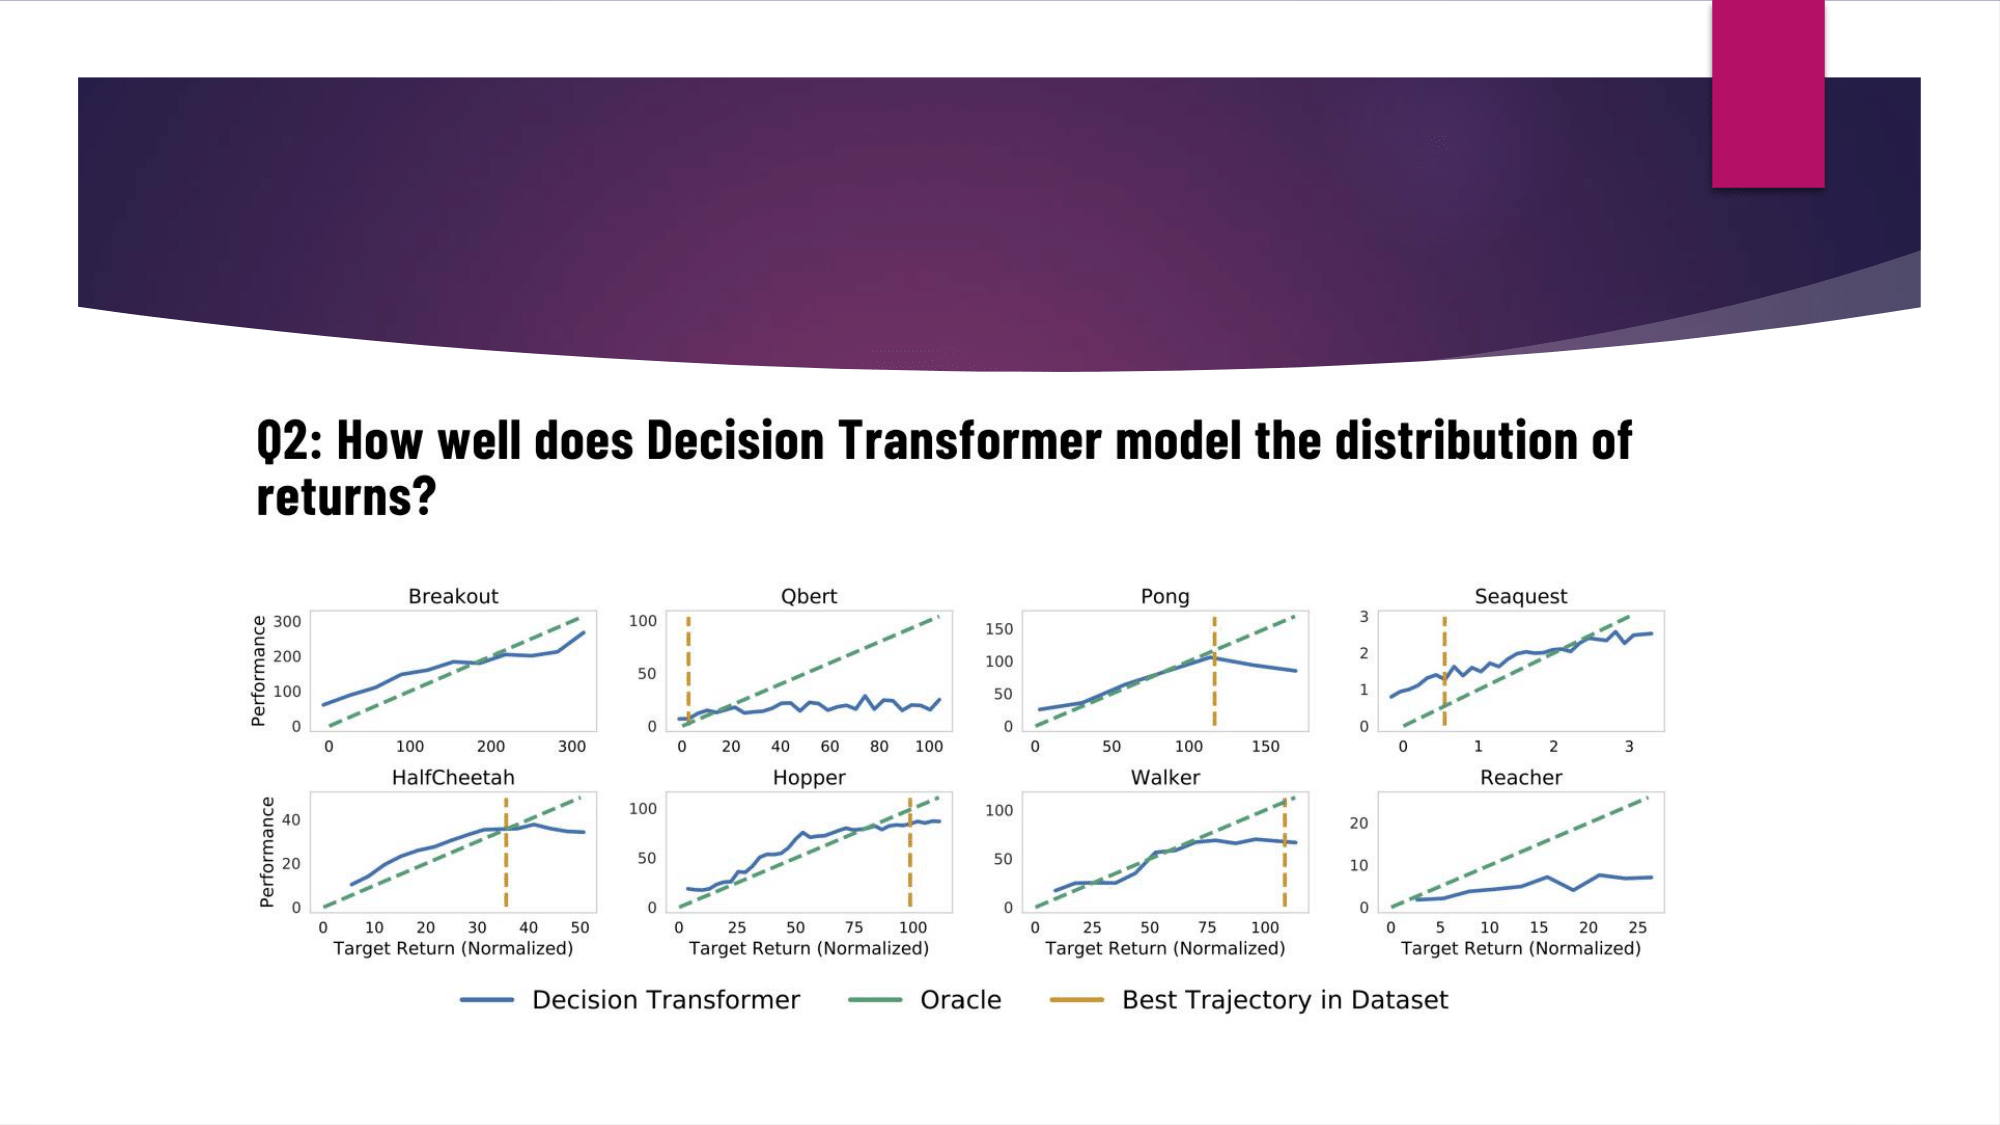 Q2: How well does Decision Transformer model the distribution of
returns?
Breakout
Performance
300
200
100
0
0 100 200 300
Qbert
100
50
0
0 20 40 60 80 100
Pong
150
100
50
0
0 50 100 150
Seaquest
3
2
1
0
0 1 2 3
HalfCheetah
Performance
40
20
0
0 10 20 30 40 50
Target Return (Normalized)
Hopper
100
50
0
0 25 50 75 100
Target Return (Normalized)
Walker
100
50
0
0 25 50 75 100
Target Return (Normalized)
Reacher
20
10
0
0 5 10 15 20 25
Target Return (Normalized)
Decision Transformer Oracle Best Trajectory in Dataset